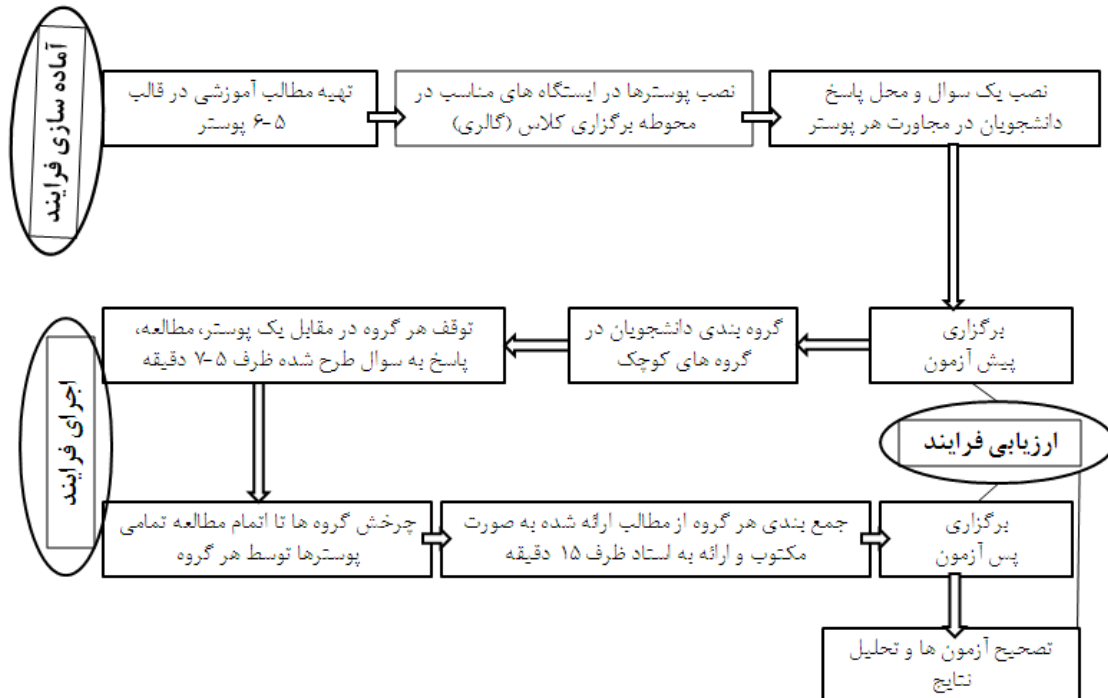 آماده سازی فرایند
تهیه مطالب آموزشی در قالب
۵-۶ پوستر
نصب پوسترها در ایستگاه های مناسب در
محوطه برگزاری کلاس (گالری)
نصب یک سوال و محل پاسخ
دانشجویان در مجاورت هر پوستر
اجرای فرایند
برگزاری
پیش آزمون
گروه بندی دانشجویان در
گروه های کوچک
توقف هر گروه در مقابل یک پوستر، مطالعه،
پاسخ به سوال طرح شده ظرف ۵-۷ دقیقه
ارزیابی فرایند
چرخش گروه ها تا اتمام مطالعه تمامی
پوسترها توسط هر گروه
جمع بندی هر گروه از مطالب ارائه شده به صورت
مکتوب و ارائه به استاد ظرف ۱۵ دقیقه
برگزاری
پس آزمون
تصحیح آزمون ها و تحلیل
نتایج